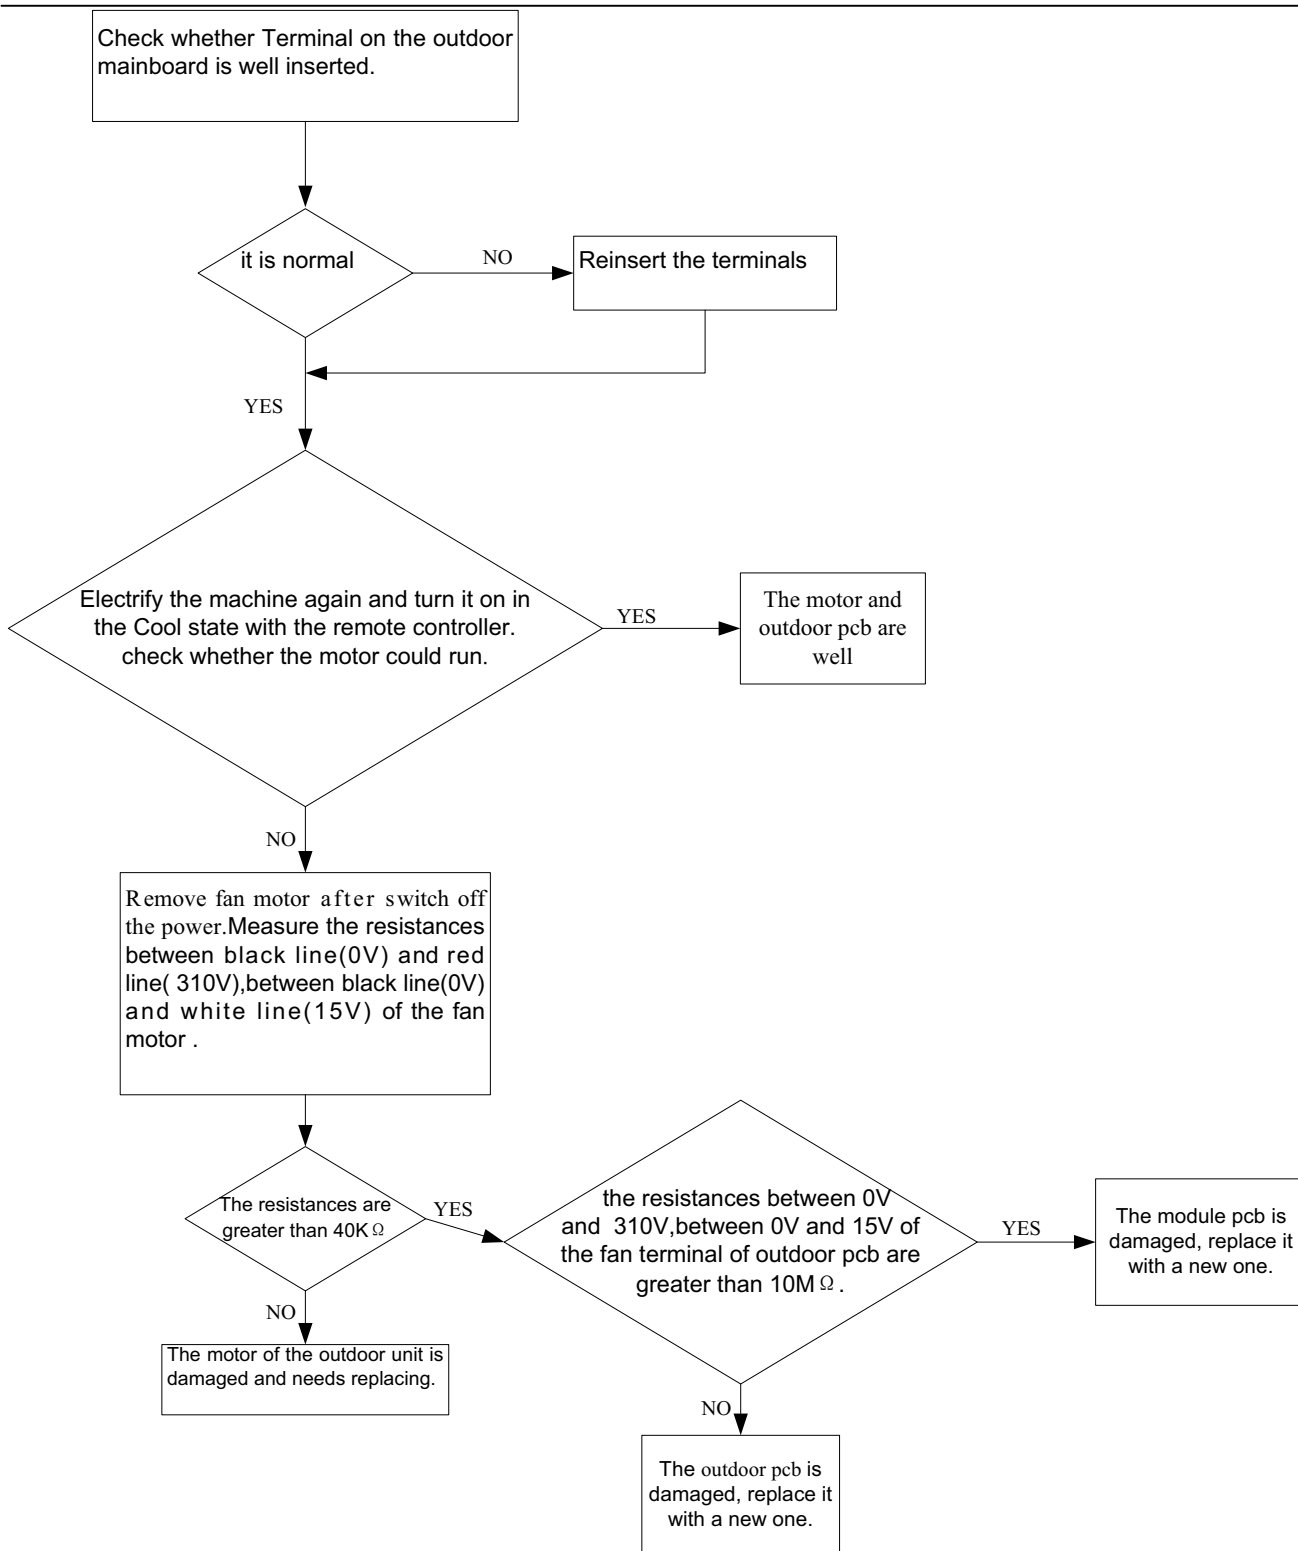 Check whether Terminal on the outdoor
mainboard is well inserted.
it is normal
NO
Reinsert the terminals
YES
Electrify the machine again and turn it on in
the Cool state with the remote controller.
check whether the motor could run.
YES
The motor and
outdoor pcb are
well
NO
Remove fan motor after switch off
the power.Measure the resistances
between black line(0V) and red
line( 310V),between black line(0V)
and white line(15V) of the fan
motor .
The resistances are
greater than 40K Ω
YES
the resistances between 0V
and 310V,between 0V and 15V of
the fan terminal of outdoor pcb are
greater than 10M Ω .
YES
The module pcb is
damaged, replace it
with a new one.
NO
The motor of the outdoor unit is
damaged and needs replacing.
NO
The outdoor pcb is
damaged, replace it
with a new one.